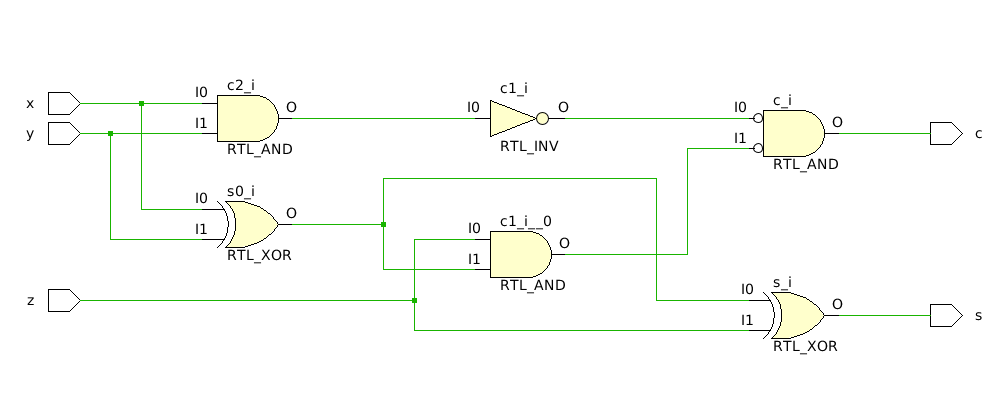 c2_i
x
I0
O
y
I1
RTL_AND
c1_i
I0
O
RTL_INV
c_i
I0
O
I1
c
RTL_AND
s0_i
I0
O
I1
RTL_XOR
c1_i__0
I0
O
I1
RTL_AND
z
s_i
I0
O
I1
s
RTL_XOR